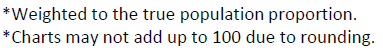 *Weighted to the true population proportion.
*Charts may not add up to 100 due to rounding.